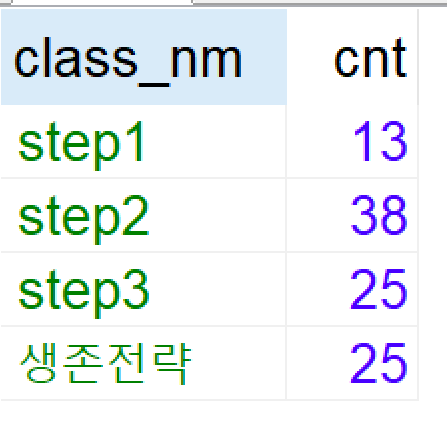 class_nm cnt
step1 13
step2 38
step3 25
생존전략 25